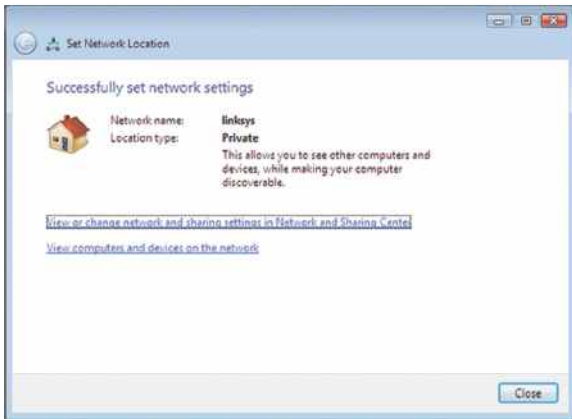 Set Network Location
Successfully set network settings
Network name: linksys
Location type: Private
This allows you to see other computers and
devices, while making your computer
discoverable.
View or change network and sharing settings in Network and Sharing Center
View computers and devices on the network
Close